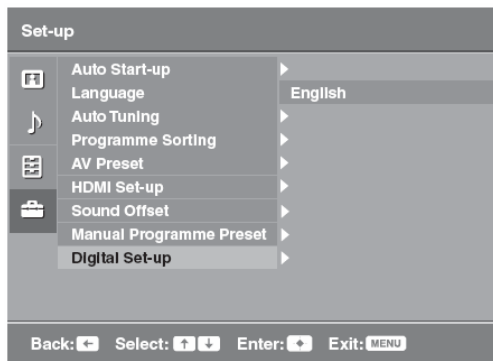 Set-up
Auto Start-up
Language English
Auto Tuning
Programme Sorting
AV Preset
HDMI Set-up
Sound Offset
Manual Programme Preset
Digital Set-up
Back: Select: Enter: Exit: MENU